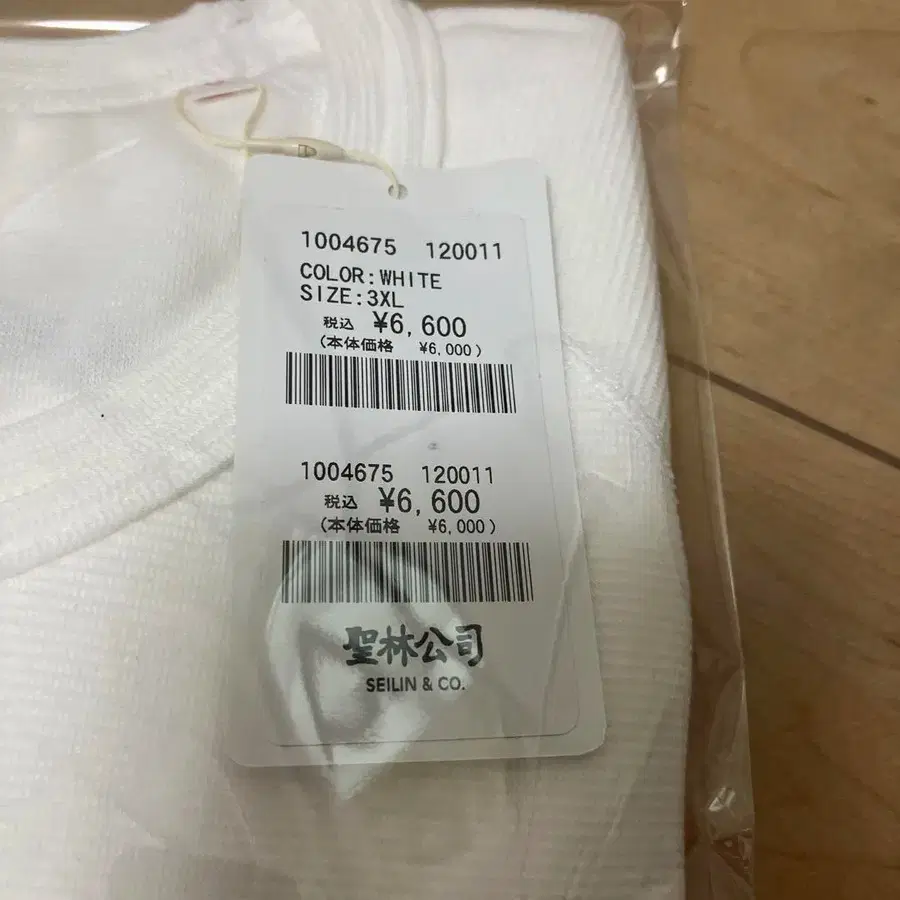 1004675 120011
COLOR:WHITE
SIZE:3XL
税込 ¥6,600
(本体価格 ¥6,000)
1004675 120011
税込 ¥6,600
(本体価格 ¥6,000)
聖林公司
SEILIN & CO.